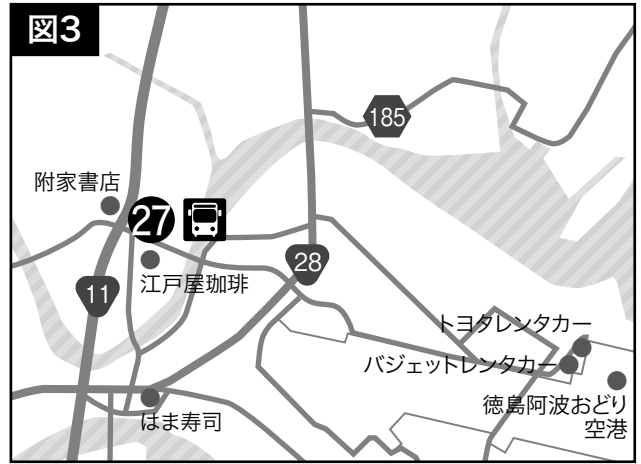 図3
185
附家書店
27
28
江戸屋珈琲
11
トヨタレンタカー
バジェットレンタカー
徳島阿波おどり
空港
はま寿司